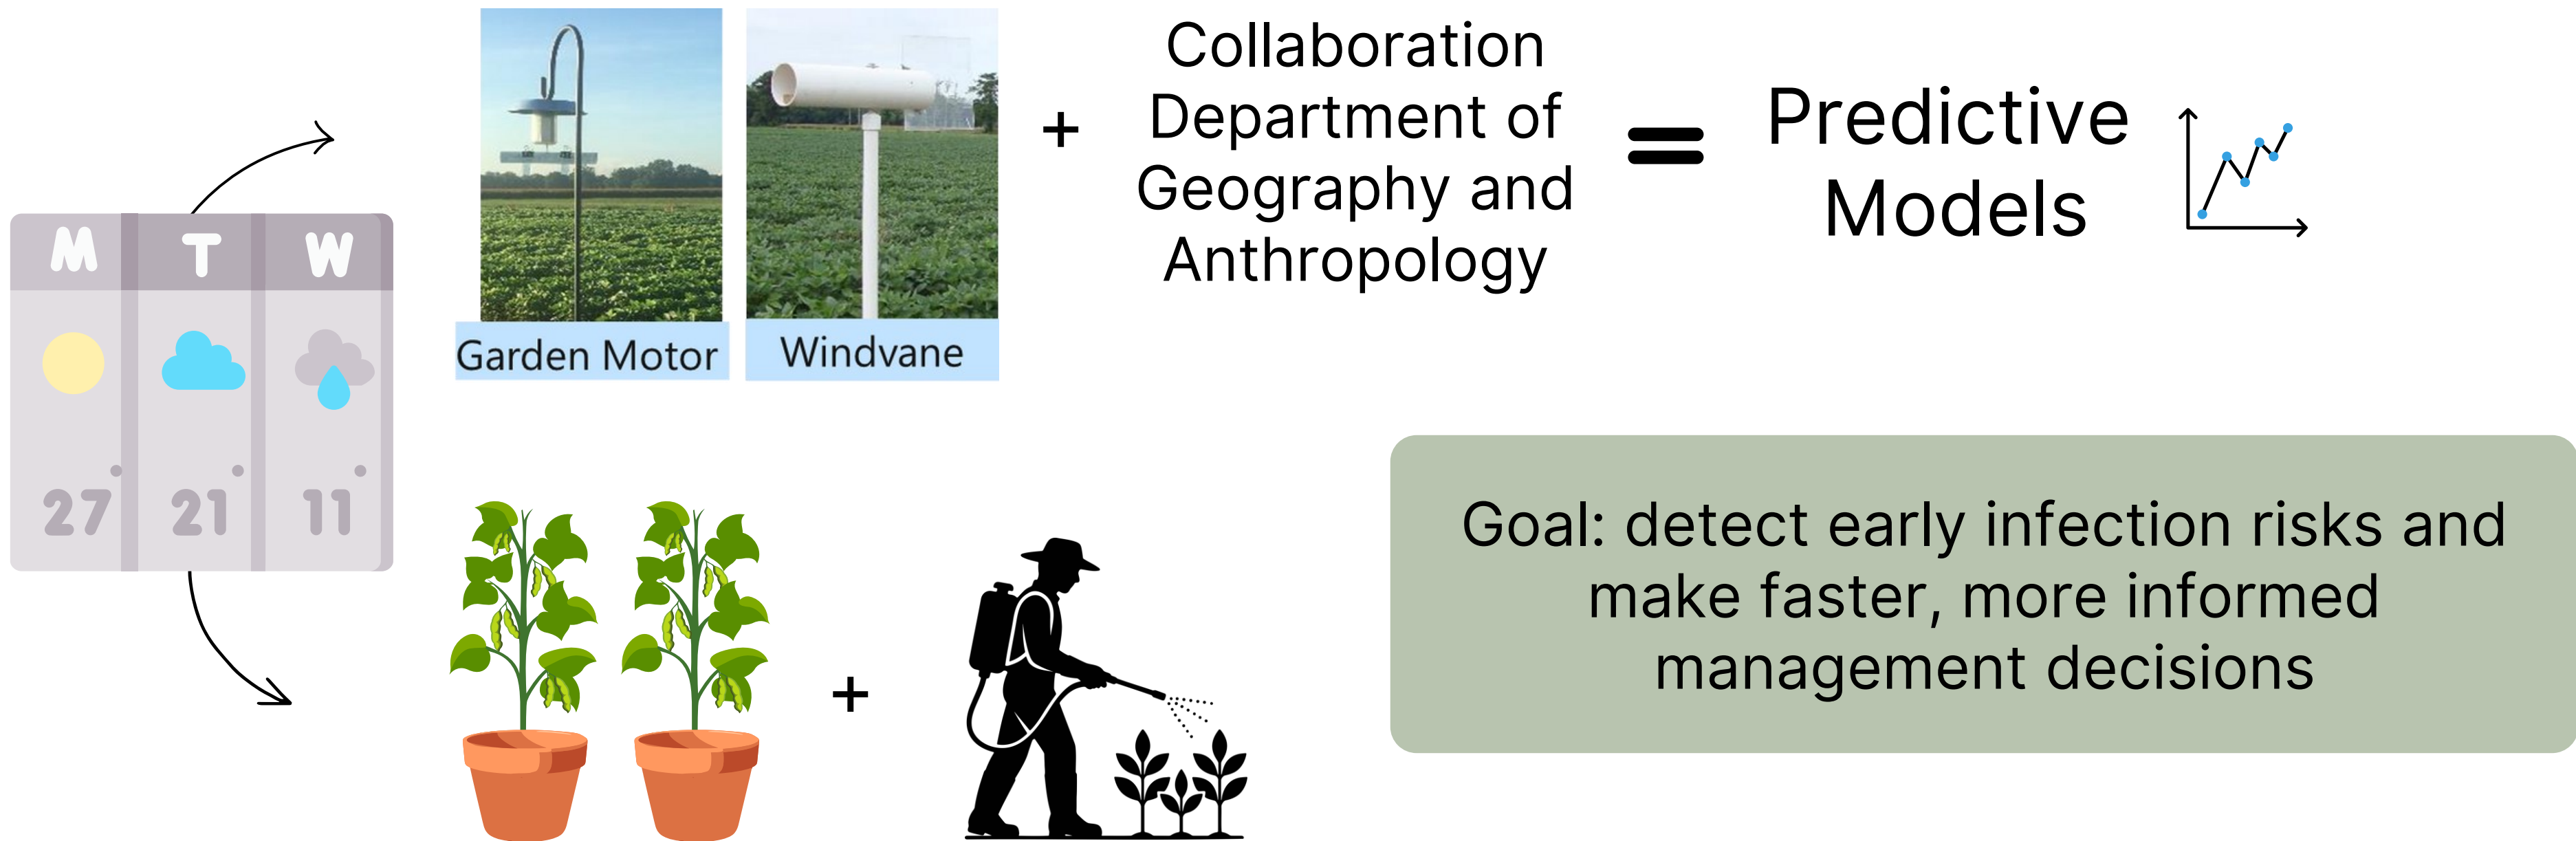 Collaboration
Department of
Geography and
Anthropology
+
=
Predictive
Models
Garden Motor
Windvane
M T W
27° 21° 11°
+
Goal: detect early infection risks and
make faster, more informed
management decisions